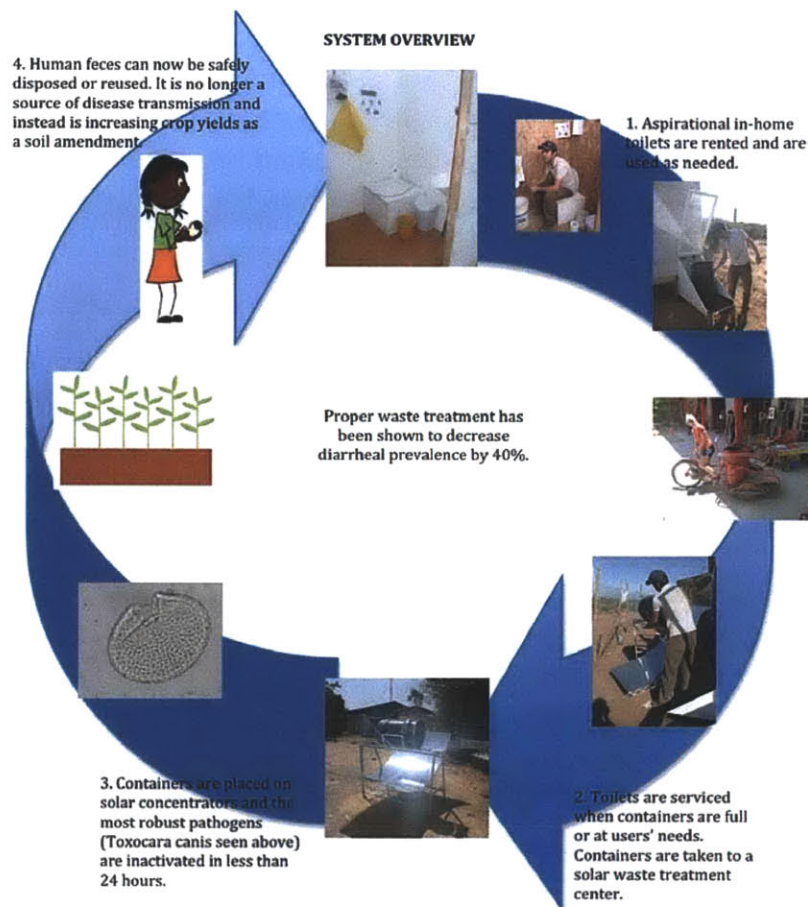 SYSTEM OVERVIEW
1. Aspirational in-home
toilets are rented and are
used as needed.
2. Toilets are serviced
when containers are full
or at users' needs.
Containers are taken to a
solar waste treatment
center.
3. Containers are placed on
solar concentrators and the
most robust pathogens
(Toxocara canis seen above)
are inactivated in less than
24 hours.
4. Human feces can now be safely
disposed or reused. It is no longer a
source of disease transmission and
instead is increasing crop yields as
a soil amendment.
Proper waste treatment has
been shown to decrease
diarrheal prevalence by 40%.